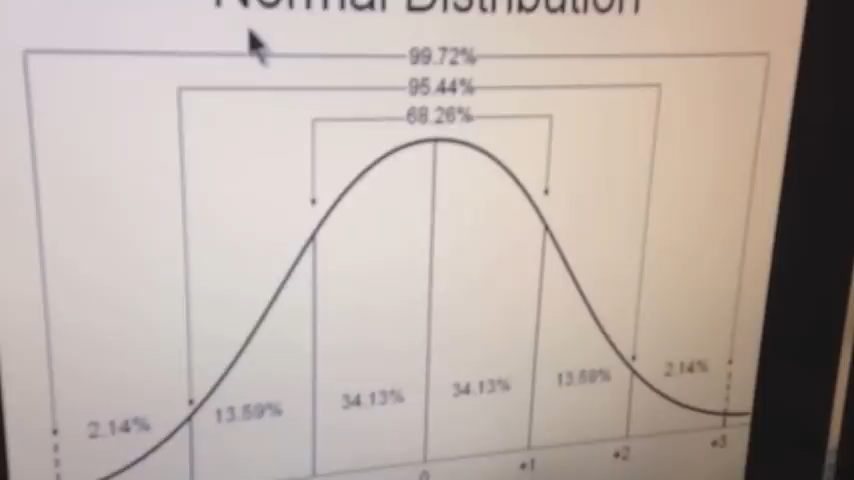 Normal Distribution
99.72%
95.44%
68.26%
2.14% 13.59% 34.13% 34.13% 13.59% 2.14%
0 +1 +2 +3